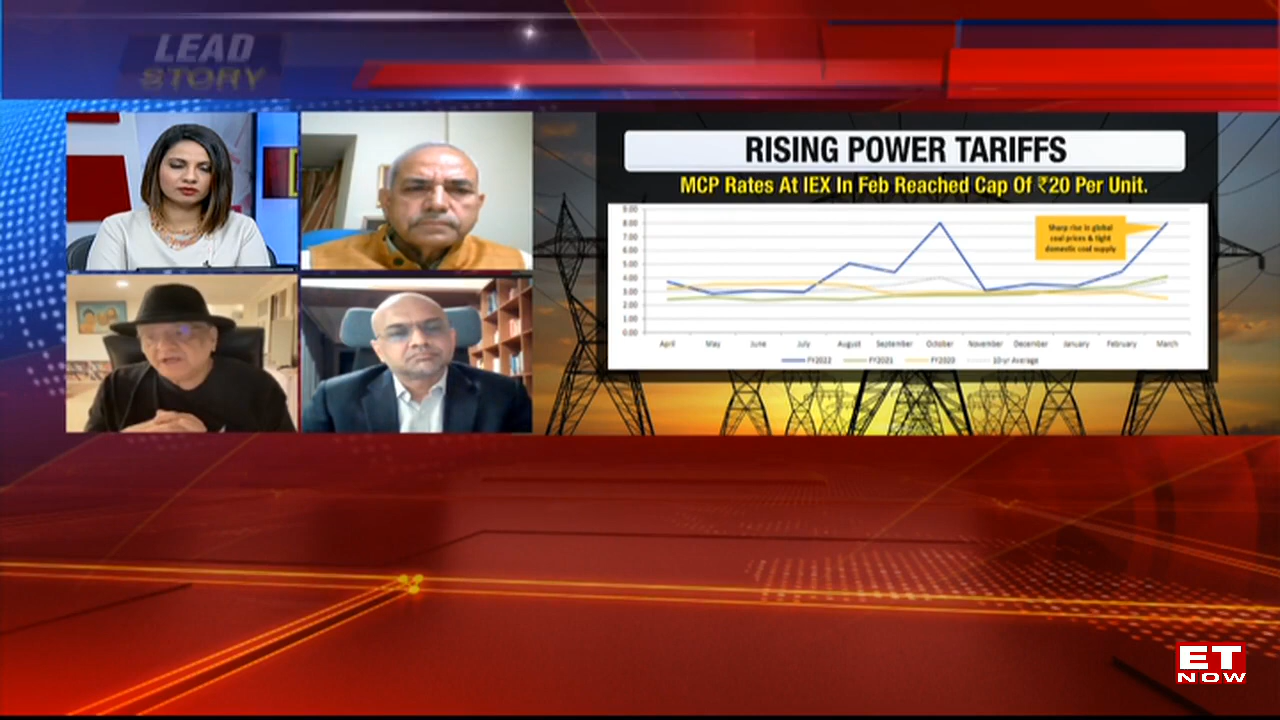 LEAD
STORY
RISING POWER TARIFFS
MCP Rates At IEX In Feb Reached Cap Of ₹20 Per Unit.
9.00
8.00
7.00
6.00
5.00
4.00
3.00
2.00
1.00
0.00
Sharp rise in global
coal prices & tight
domestic coal supply
April May June July August September October November December January February March
FY2022 FY2021 FY2020 10-yr Average
ET
NOW